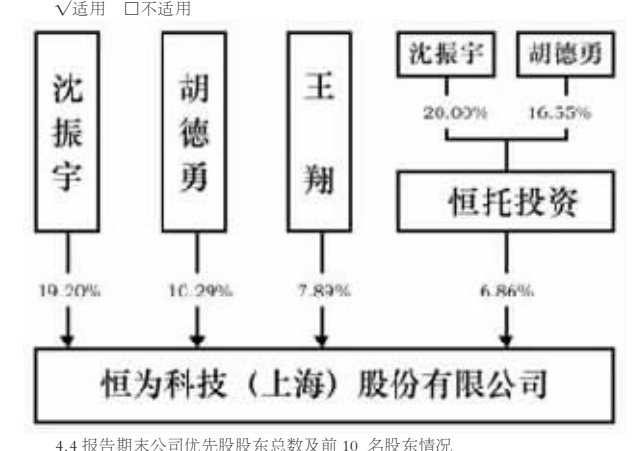 √适用 □不适用
沈振宇
胡德勇
王翔
沈振宇
胡德勇
20.00%
16.55%
恒托投资
19.20%
10.29%
7.89%
6.86%
恒为科技（上海）股份有限公司
4.4 报告期末公司优先股股东总数及前 10 名股东情况